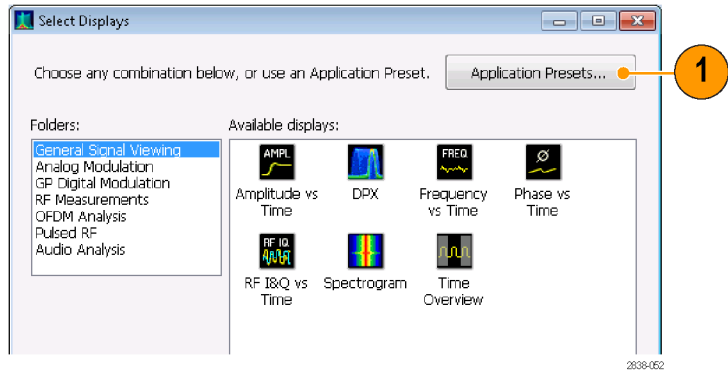 Select Displays
Choose any combination below, or use an Application Preset.
Application Presets...
1
Folders:
General Signal Viewing
Analog Modulation
GP Digital Modulation
RF Measurements
OFDM Analysis
Pulsed RF
Audio Analysis
Available displays:
AMPL
Amplitude vs
Time
DPX
FREQ
Frequency
vs Time
Ø
Phase vs
Time
RF IQ
RF I&Q vs
Time
Spectrogram
Time
Overview
2838-052